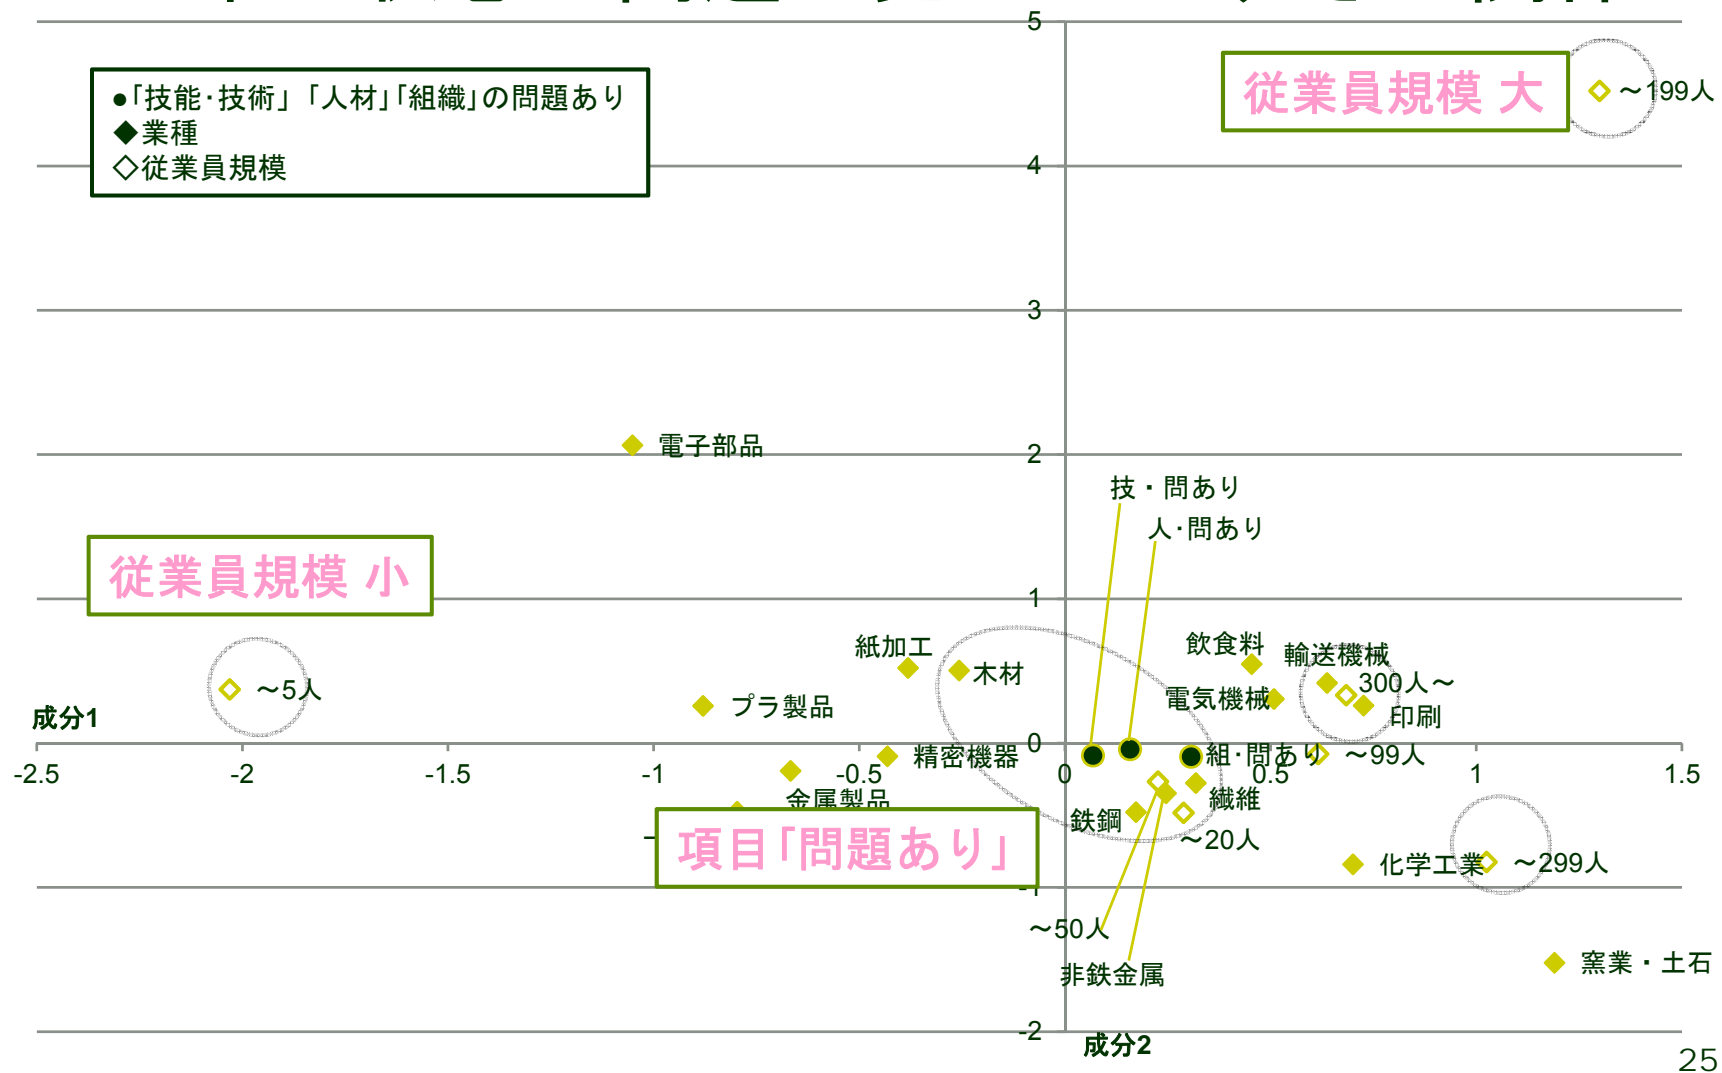 5
●｢技能･技術｣ ｢人材｣｢組織｣の問題あり
◆業種
◇従業員規模
従業員規模 大
～199人
4
3
電子部品
2
技・問あり
人･問あり
従業員規模 小
1
紙加工
木材
飲食料
輸送機械
～5人
プラ製品
電気機械
300人～
印刷
成分1
0
精密機器
組･問あり
～99人
-2.5 -2 -1.5 -1 -0.5 0 0.5 1 1.5
金属製品
繊維
鉄鋼
項目｢問題あり｣
～20人
化学工業
～299人
～50人
非鉄金属
窯業・土石
-2
成分2
25